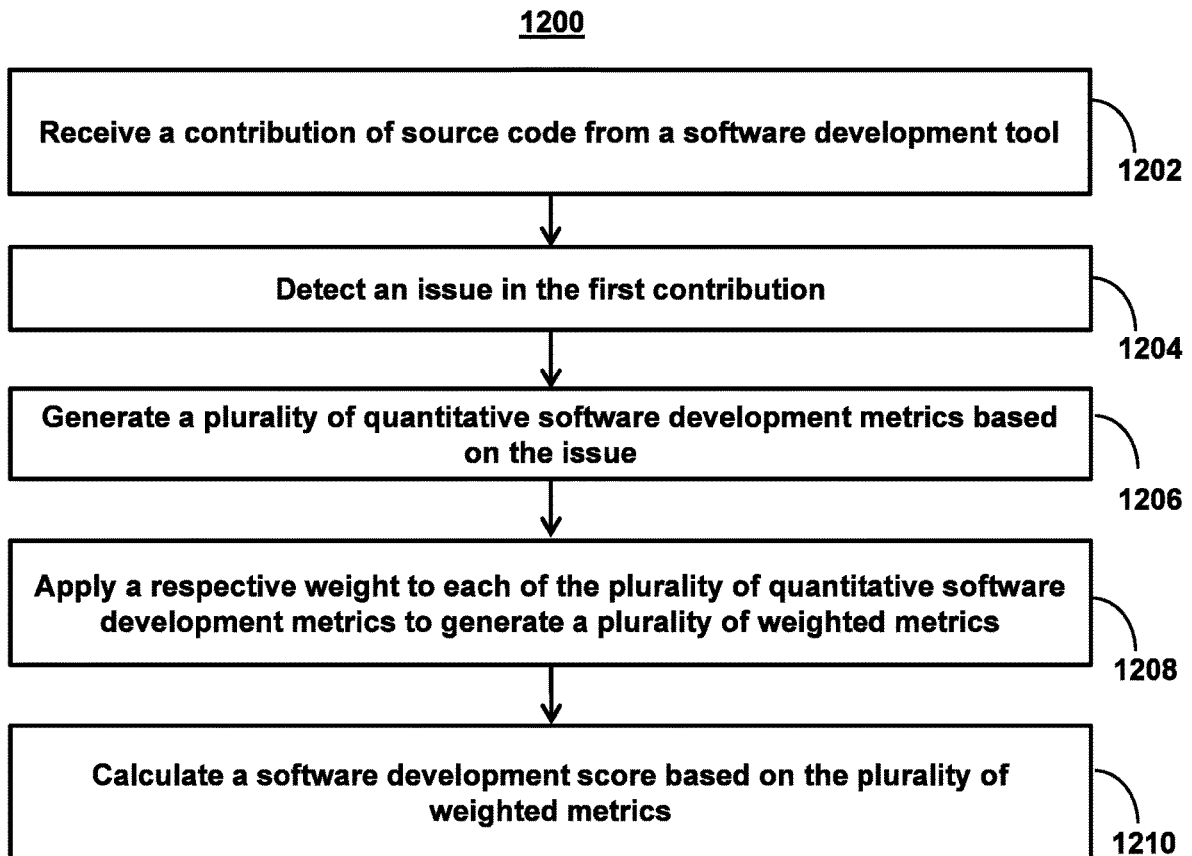 1200
Receive a contribution of source code from a software development tool
1202
Detect an issue in the first contribution
1204
Generate a plurality of quantitative software development metrics based
on the issue
1206
Apply a respective weight to each of the plurality of quantitative software
development metrics to generate a plurality of weighted metrics
1208
Calculate a software development score based on the plurality of
weighted metrics
1210